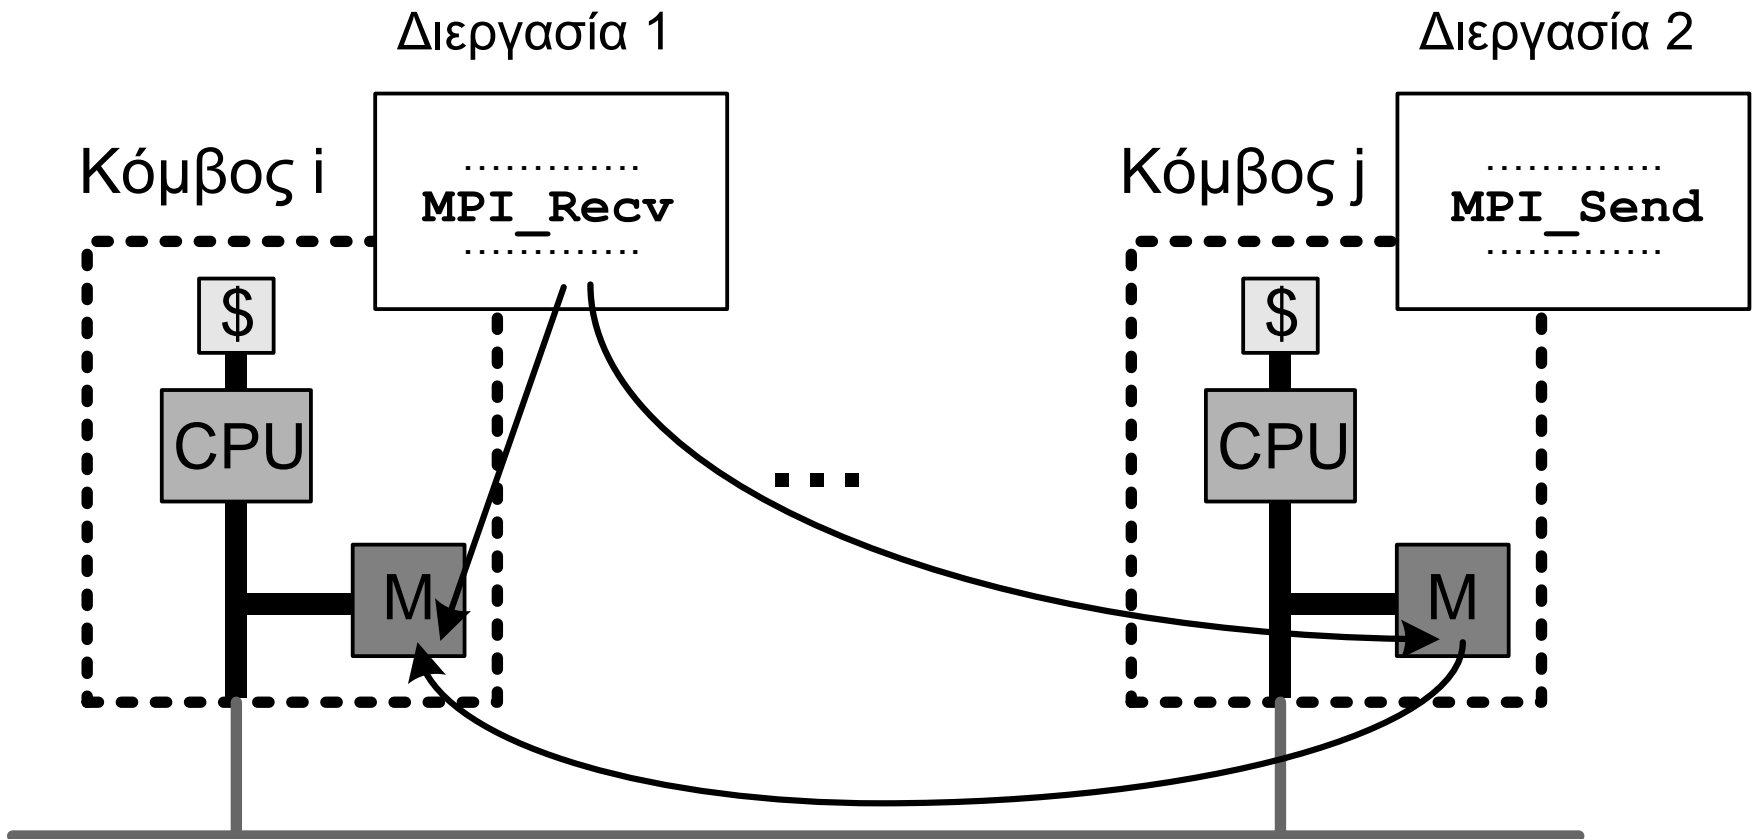 Διεργασία 1
Διεργασία 2
Κόμβος i
.............
MPI_Recv
.............
Κόμβος j
.............
MPI_Send
.............
$
$
CPU
CPU
...
M
M